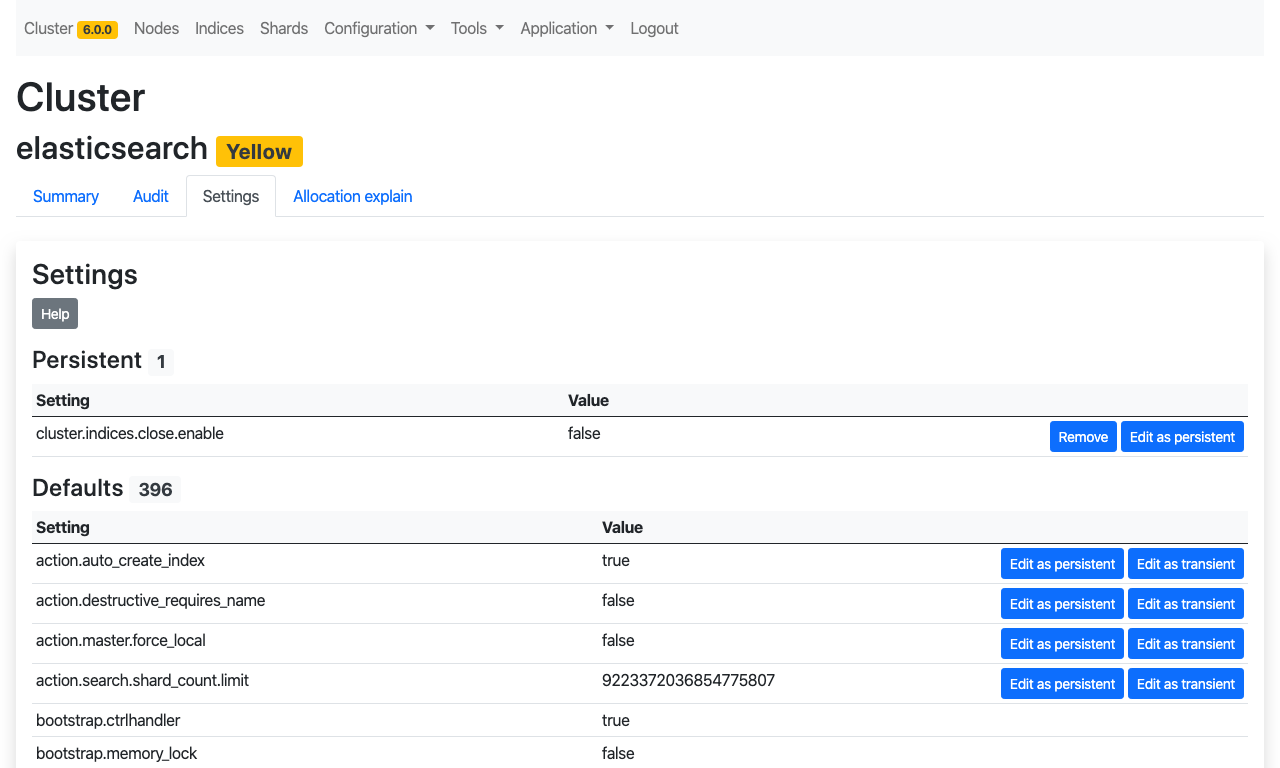 Cluster 6.0.0 Nodes Indices Shards Configuration Tools Application Logout
Cluster
elasticsearch Yellow
Summary Audit Settings Allocation explain
Settings
Help
Persistent 1
Setting Value
cluster.indices.close.enable false Remove Edit as persistent
Defaults 396
Setting Value
action.auto_create_index true Edit as persistent Edit as transient
action.destructive_requires_name false Edit as persistent Edit as transient
action.master.force_local false Edit as persistent Edit as transient
action.search.shard_count.limit 9223372036854775807 Edit as persistent Edit as transient
bootstrap.ctrlhandler true
bootstrap.memory_lock false